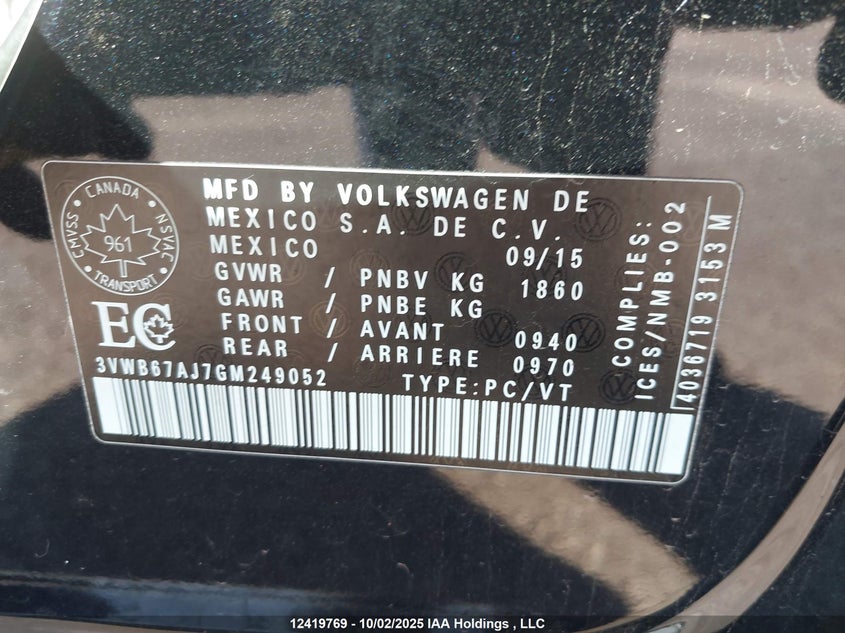 CANADA
CMVSS
NSVAC
961
TRANSPORT
EC
MFD BY VOLKSWAGEN DE
MEXICO S.A. DE C.V.
MEXICO 09/15
GVWR / PNBV KG 1860
GAWR / PNBE KG
FRONT / AVANT 0940
REAR / ARRIERE 0970
3VWB67AJ7GM249052 TYPE:PC/VT
COMPLIES:
ICES/NMB-002
4036719 3153 M
12419769 - 10/02/2025 IAA Holdings , LLC